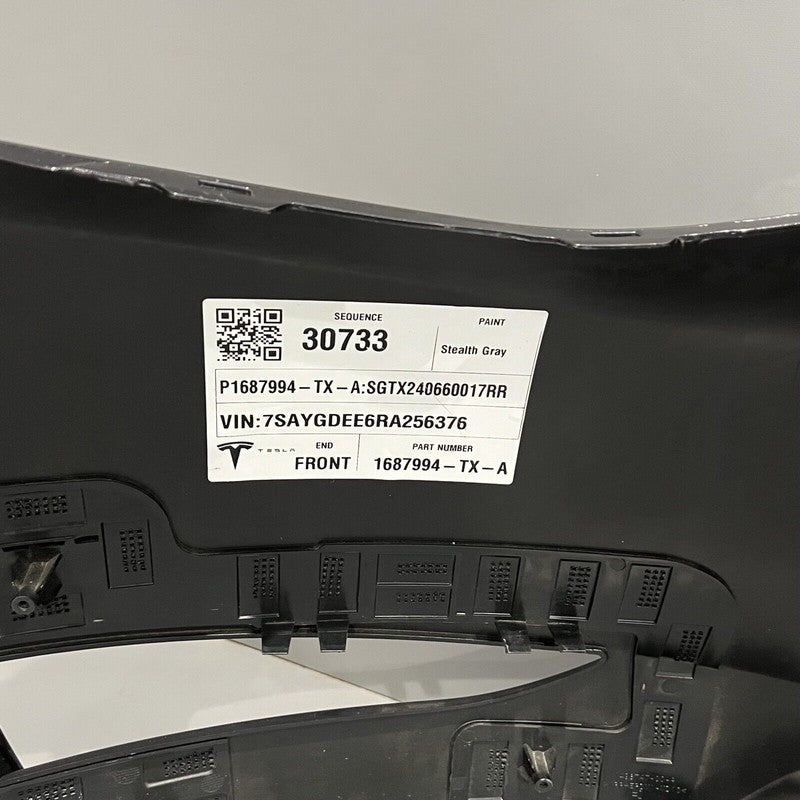 SEQUENCE
30733
PAINT
Stealth Gray
P1687994-TX-A:SGTX240660017RR
VIN:7SAYGDEE6RA256376
TESLA
END
FRONT
PART NUMBER
1687994-TX-A